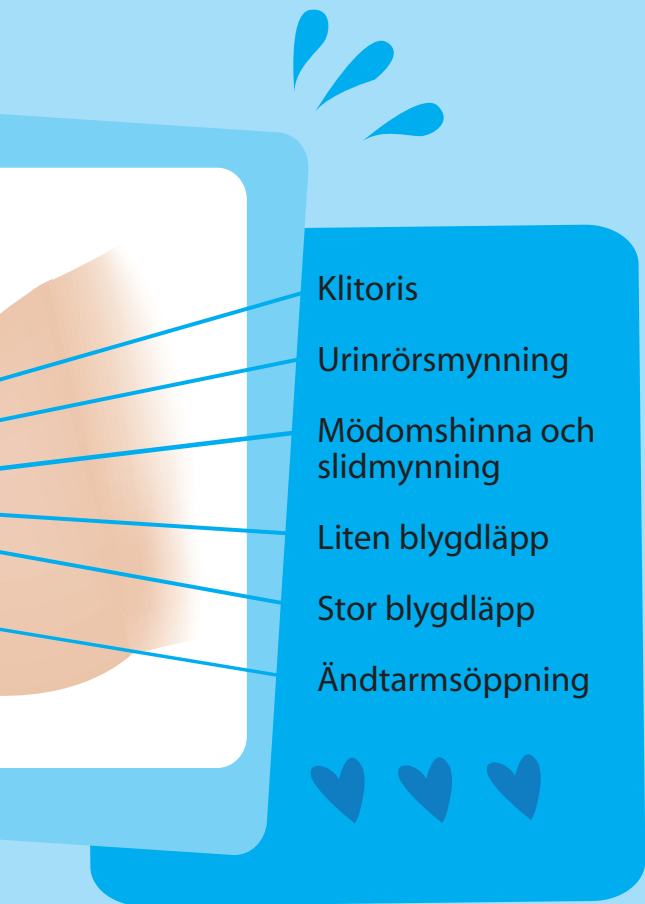 Klitoris
Urinrörsmynning
Mödomshinna och
slidmynning
Liten blygdläpp
Stor blygdläpp
Ändtarmsöppning